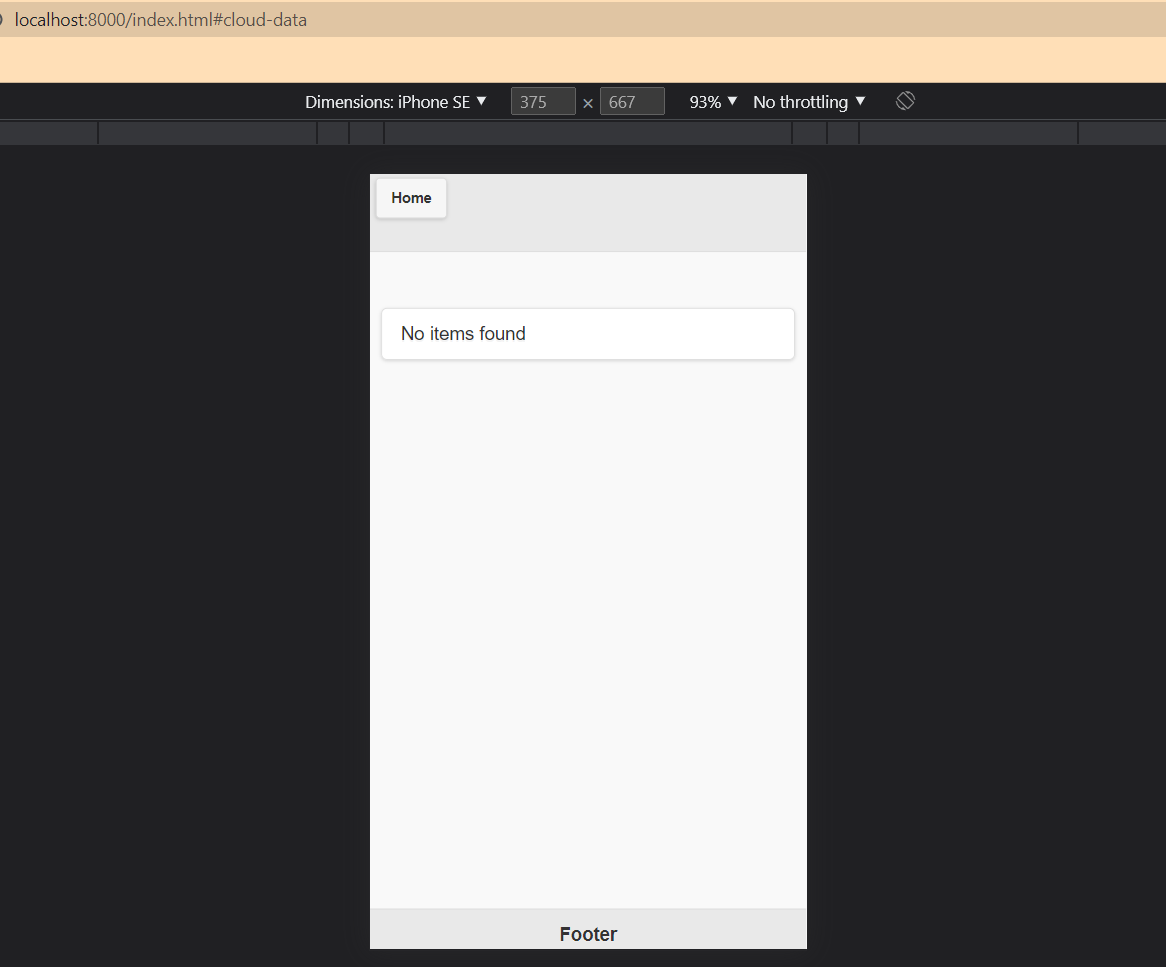 localhost:8000/index.html#cloud-data
Dimensions: iPhone SE ▼ 375 × 667 93% ▼ No throttling ▼
Home
No items found
Footer